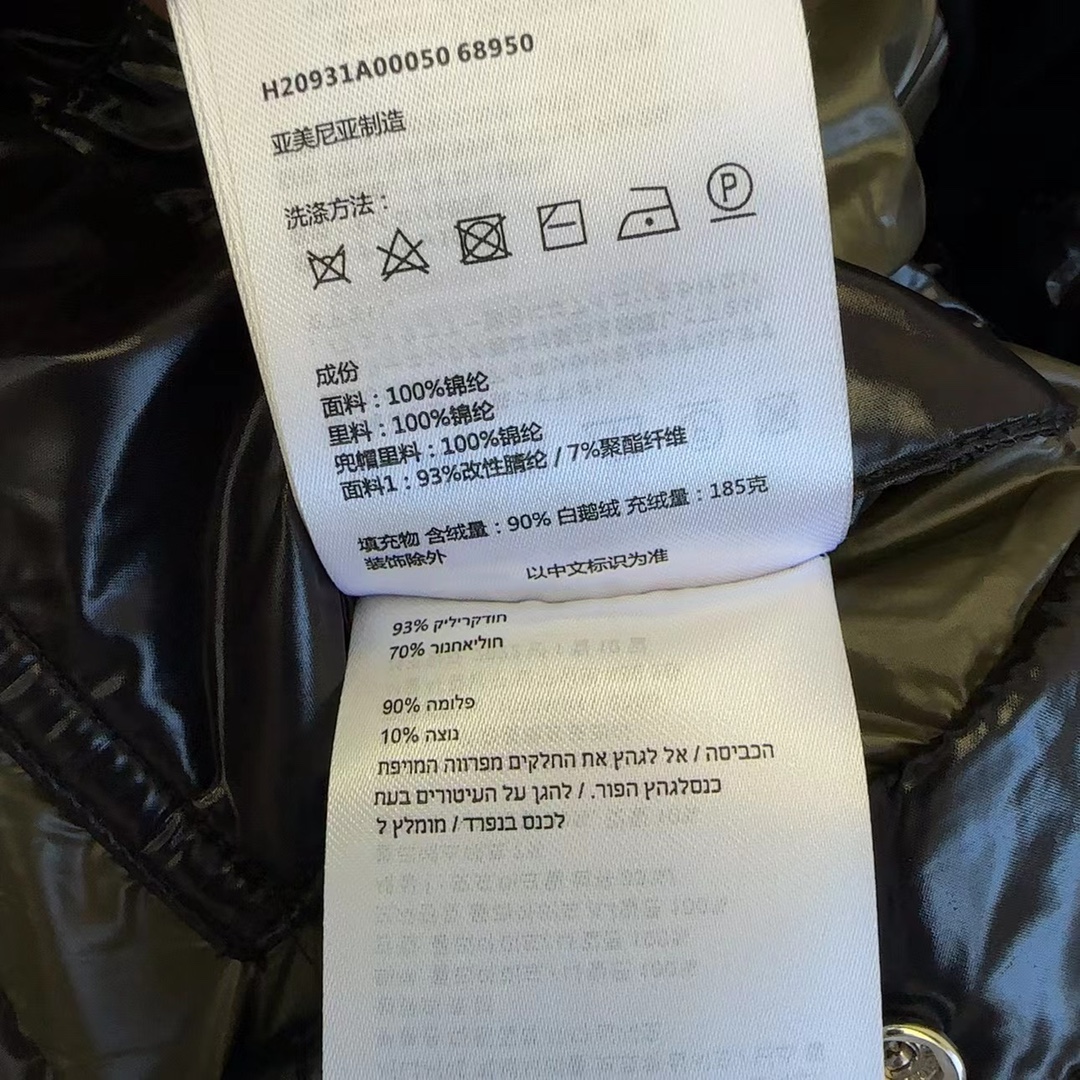 H20931A00050 68950
亚美尼亚制造
洗涤方法：
P
成份
面料：100%锦纶
里料：100%锦纶
兜帽里料：100%锦纶
面料1：93%改性腈纶 / 7%聚酯纤维
填充物 含绒量：90% 白鹅绒 充绒量：185克
装饰除外
以中文标识为准
חודקריליק 93%
חוליאחנור 70%
פלומה 90%
נוצה 10%
הכביסה / אל לגהץ את החלקים מפרווה המויפת
כנסלגהץ הפור. / להגן על העיטורים בעת
לכנס בנפרד / מומלץ ל